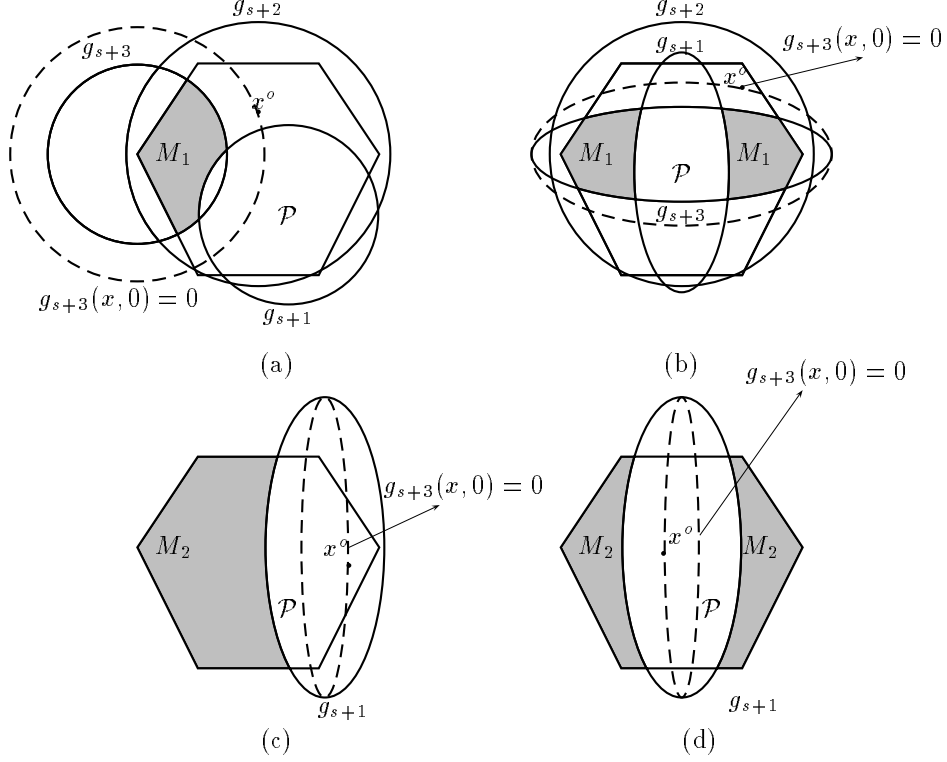 g_{s+2}
g_{s+3}
x^o
M_1
𝒫
g_{s+3}(x, 0) = 0
g_{s+1}
(a)
g_{s+2}
g_{s+1}
g_{s+3}(x, 0) = 0
x^o
M_1
M_1
𝒫
g_{s+3}
(b)
g_{s+3}(x, 0) = 0
M_2
x^o
𝒫
g_{s+1}
(c)
g_{s+3}(x, 0) = 0
M_2
x^o
M_2
𝒫
g_{s+1}
(d)